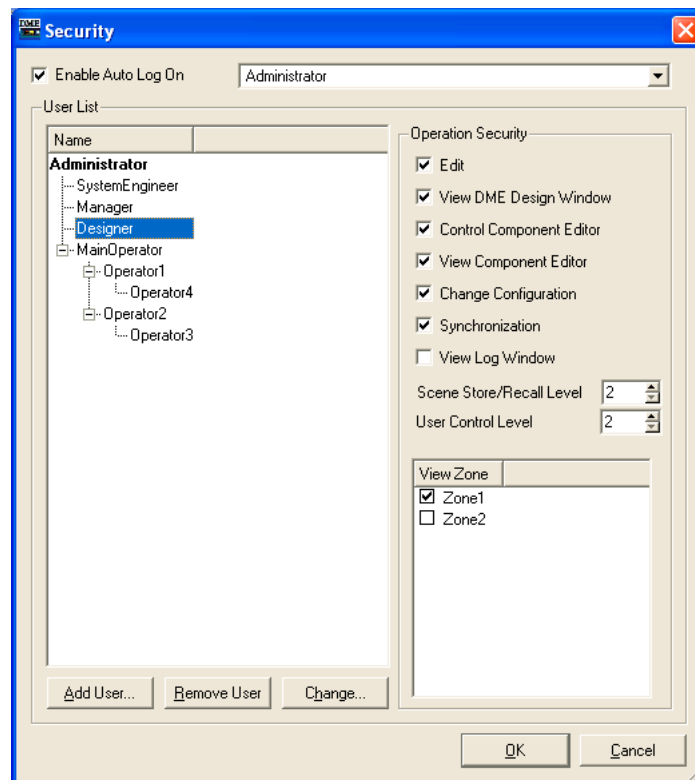 DME
Security
Enable Auto Log On
Administrator
User List
Name
Administrator
SystemEngineer
Manager
Designer
MainOperator
Operator1
Operator4
Operator2
Operator3
Add User...
Remove User
Change...
Operation Security
Edit
View DME Design Window
Control Component Editor
View Component Editor
Change Configuration
Synchronization
View Log Window
Scene Store/Recall Level 2
User Control Level 2
View Zone
Zone1
Zone2
OK
Cancel